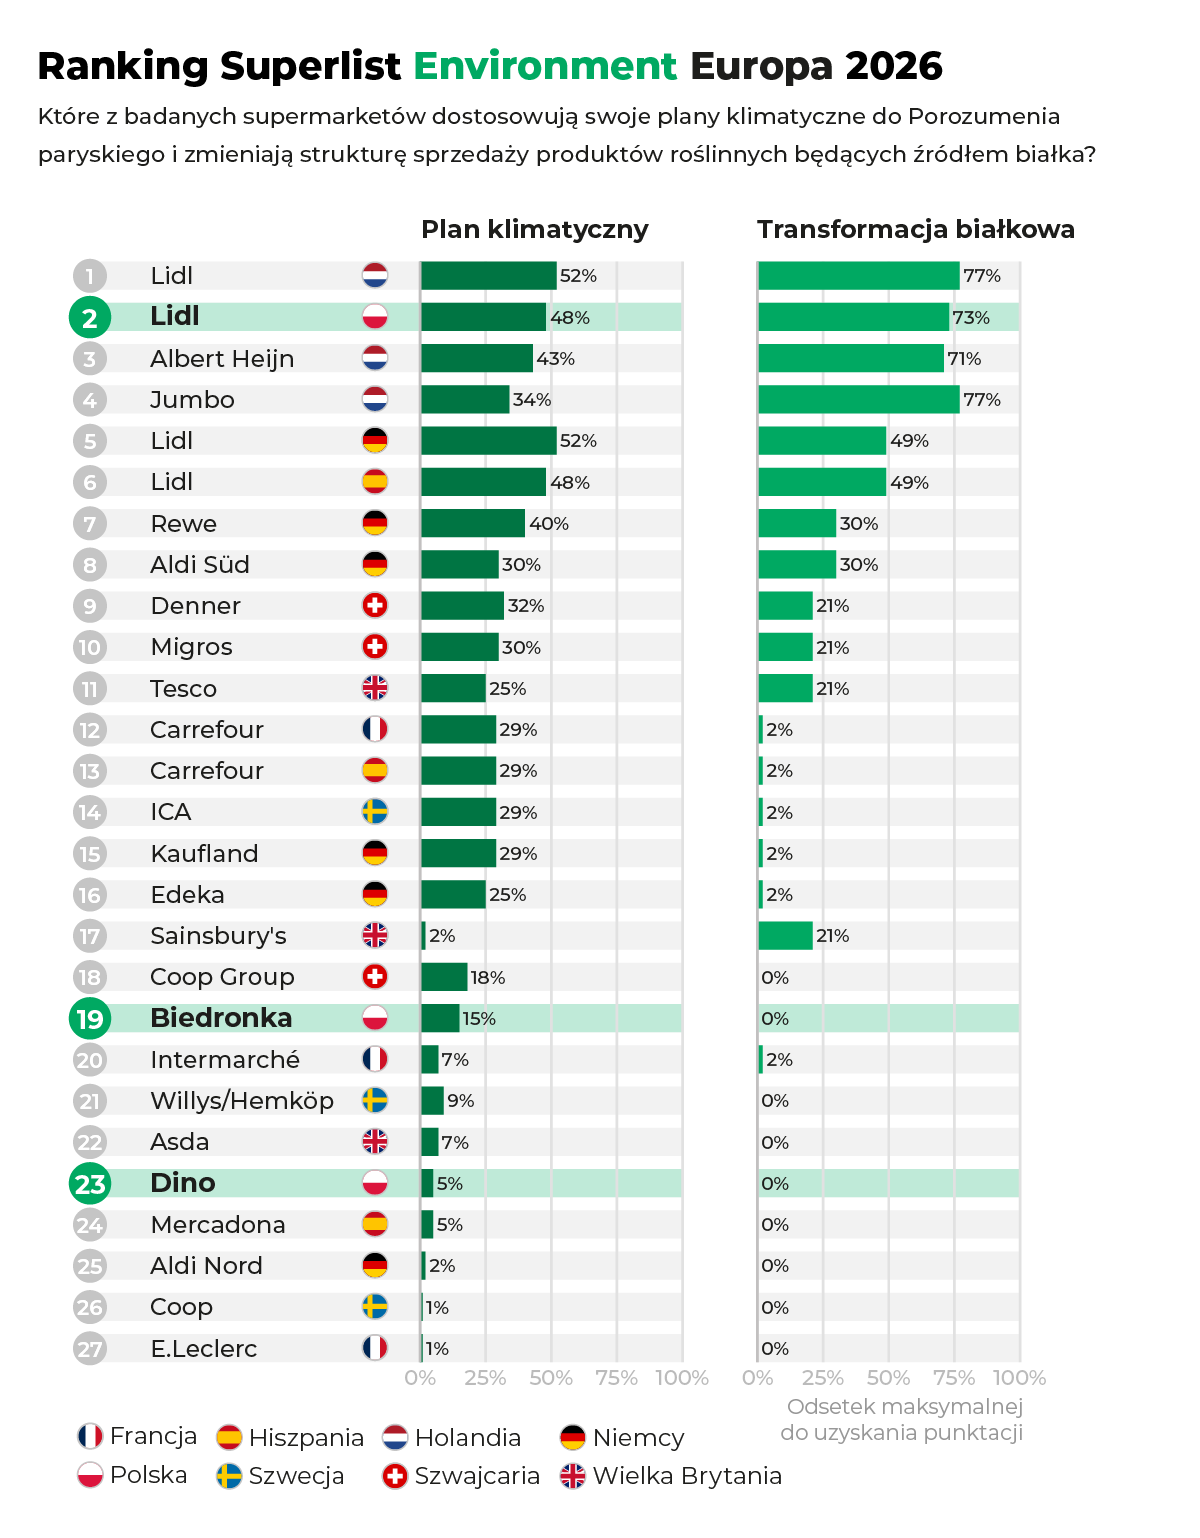 Ranking Superlist Environment Europa 2026
Które z badanych supermarketów dostosowują swoje plany klimatyczne do Porozumenia
paryskiego i zmieniają strukturę sprzedaży produktów roślinnych będących źródłem białka?
Plan klimatyczny Transformacja białkowa
1 Lidl 52% 77%
2 Lidl 48% 73%
3 Albert Heijn 43% 71%
4 Jumbo 34% 77%
5 Lidl 52% 49%
6 Lidl 48% 49%
7 Rewe 40% 30%
8 Aldi Süd 30% 30%
9 Denner 32% 21%
10 Migros 30% 21%
11 Tesco 25% 21%
12 Carrefour 29% 2%
13 Carrefour 29% 2%
14 ICA 29% 2%
15 Kaufland 29% 2%
16 Edeka 25% 2%
17 Sainsbury's 2% 21%
18 Coop Group 18% 0%
19 Biedronka 15% 0%
20 Intermarché 7% 2%
21 Willys/Hemköp 9% 0%
22 Asda 7% 0%
23 Dino 5% 0%
24 Mercadona 5% 0%
25 Aldi Nord 2% 0%
26 Coop 1% 0%
27 E.Leclerc 1% 0%
0% 25% 50% 75% 100% 0% 25% 50% 75% 100%
Odsetek maksymalnej
do uzyskania punktacji
Francja Hiszpania Holandia Niemcy
Polska Szwecja Szwajcaria Wielka Brytania